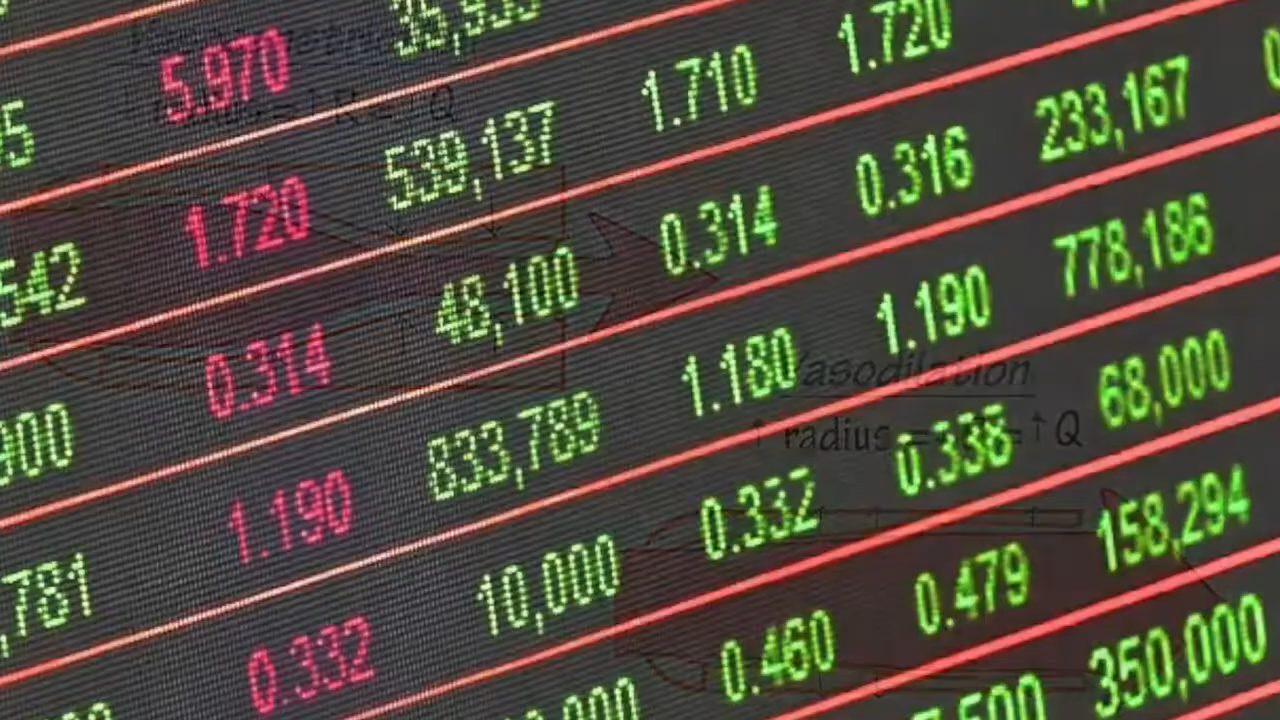 5.970
542 1.720 539,137 1.710 1.720
900 0.314 48,100 0.314 0.316 233,167
,781 1.190 833,789 1.180 1.190 778,186
0.332 10,000 0.332 0.338 68,000
0.460 0.479 158,294
350,000
Vasodilation
↑ radius = = ↑ Q